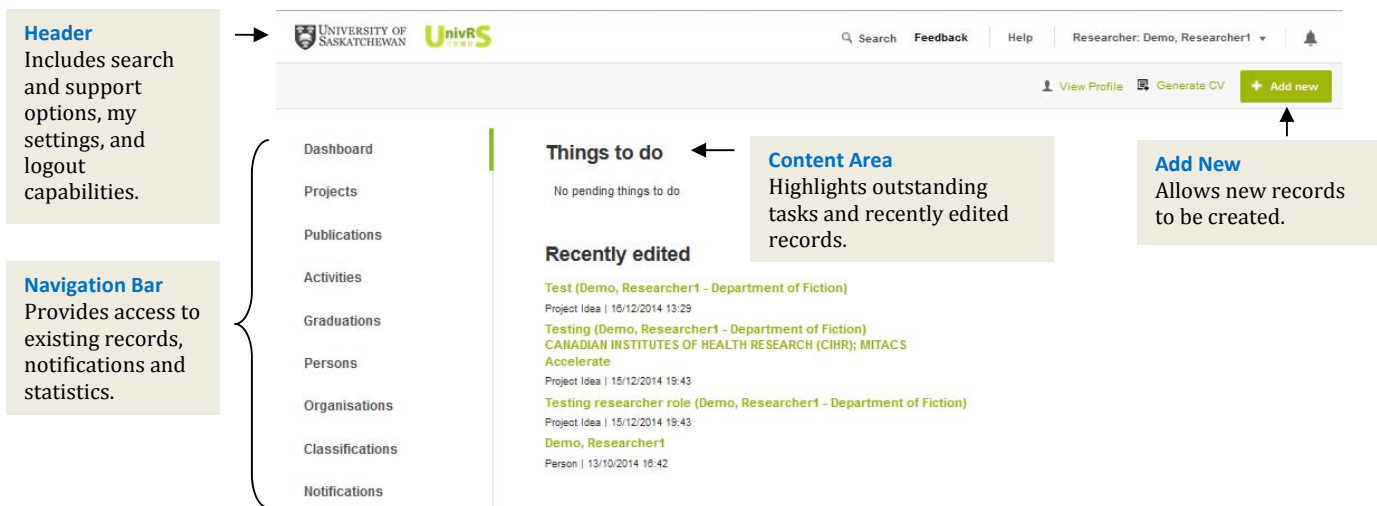 Header
Includes search
and support
options, my
settings, and
logout
capabilities.
UNIVERSITY OF
SASKATCHEWAN
UnivRS
Search Feedback Help Researcher: Demo, Researcher1
View Profile Generate CV + Add new
Navigation Bar
Provides access to
existing records,
notifications and
statistics.
Dashboard
Projects
Publications
Activities
Graduations
Persons
Organisations
Classifications
Notifications
Things to do
No pending things to do
Content Area
Highlights outstanding
tasks and recently edited
records.
Add New
Allows new records
to be created.
Recently edited
Test (Demo, Researcher1 - Department of Fiction)
Project Idea | 16/12/2014 13:29
Testing (Demo, Researcher1 - Department of Fiction)
CANADIAN INSTITUTES OF HEALTH RESEARCH (CIHR); MITACS
Accelerate
Project Idea | 15/12/2014 19:43
Testing researcher role (Demo, Researcher1 - Department of Fiction)
Project Idea | 15/12/2014 19:43
Demo, Researcher1
Person | 13/10/2014 16:42